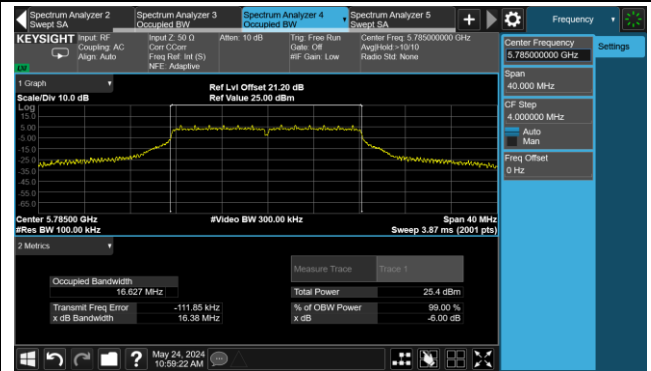 Spectrum Analyzer 2
Swept SA
Spectrum Analyzer 3
Occupied BW
Spectrum Analyzer 4
Occupied BW
Spectrum Analyzer 5
Swept SA
Frequency
KEYSIGHT
Input: RF
Coupling: AC
Align: Auto
Input Z: 50 Ω
Corr CCorr
Freq Ref: Int (S)
NFE: Adaptive
Atten: 10 dB
Trig: Free Run
Gate: Off
#IF Gain: Low
Center Freq: 5.785000000 GHz
Avg|Hold:>10/10
Radio Std: None
LXI
Center Frequency
5.785000000 GHz
Settings
Span
40.000 MHz
CF Step
4.000000 MHz
Auto
Man
Freq Offset
0 Hz
1 Graph
Ref Lvl Offset 21.20 dB
Scale/Div 10.0 dB
Ref Value 25.00 dBm
Log
15.0
5.00
-5.00
-15.0
-25.0
-35.0
-45.0
-55.0
-65.0
Center 5.78500 GHz
#Video BW 300.00 kHz
Span 40 MHz
#Res BW 100.00 kHz
Sweep 3.87 ms (2001 pts)
2 Metrics
Measure Trace
Trace 1
Occupied Bandwidth
16.627 MHz
Total Power
25.4 dBm
Transmit Freq Error
-111.85 kHz
% of OBW Power
99.00 %
x dB Bandwidth
16.38 MHz
x dB
-6.00 dB
?
May 24, 2024
10:59:22 AM